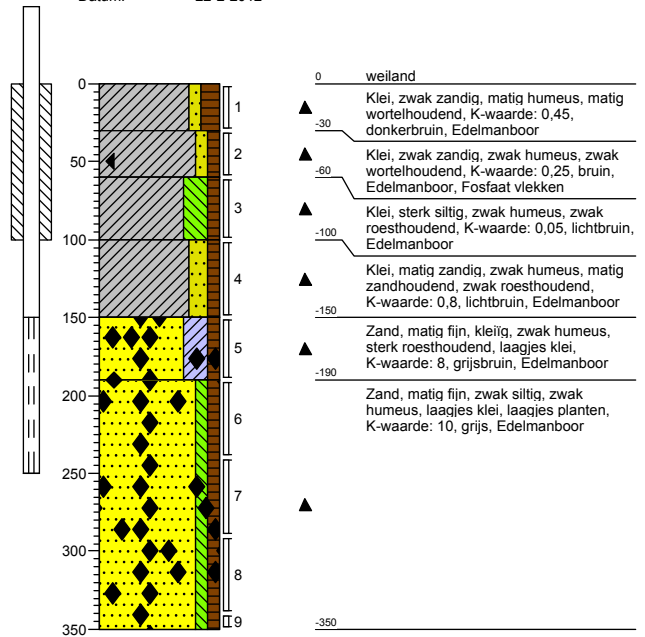 0 weiland
0
Klei, zwak zandig, matig humeus, matig
wortelhoudend, K-waarde: 0,45,
donkerbruin, Edelmanboor
1
-30
Klei, zwak zandig, zwak humeus, zwak
wortelhoudend, K-waarde: 0,25, bruin,
Edelmanboor, Fosfaat vlekken
50
2
-60
Klei, sterk siltig, zwak humeus, zwak
roesthoudend, K-waarde: 0,05, lichtbruin,
Edelmanboor
3
100
-100
Klei, matig zandig, zwak humeus, matig
zandhoudend, zwak roesthoudend,
K-waarde: 0,8, lichtbruin, Edelmanboor
4
150
-150
Zand, matig fijn, kleiïg, zwak humeus,
sterk roesthoudend, laagjes klei,
K-waarde: 8, grijsbruin, Edelmanboor
5
-190
Zand, matig fijn, zwak siltig, zwak
humeus, laagjes klei, laagjes planten,
K-waarde: 10, grijs, Edelmanboor
200
6
250
7
300
8
9
350
-350